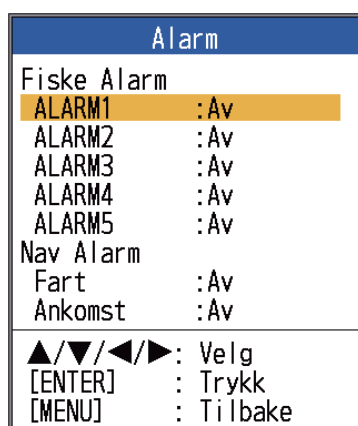 Alarm
Fiske Alarm
ALARM1 :Av
ALARM2 :Av
ALARM3 :Av
ALARM4 :Av
ALARM5 :Av
Nav Alarm
Fart :Av
Ankomst :Av
▲/▼/◀/▶: Velg
[ENTER] : Trykk
[MENU] : Tilbake